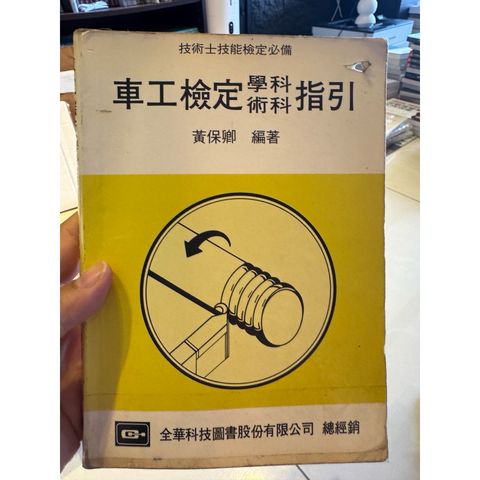 技術士技能檢定必備
車工檢定學科術科指引
黃保卿 編著
全華科技圖書股份有限公司 總經銷